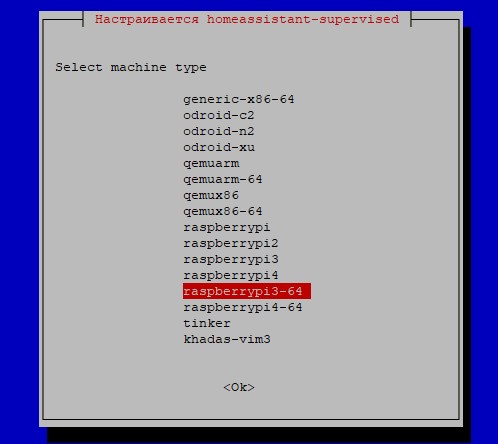 Настраивается homeassistant-supervised
Select machine type
generic-x86-64
odroid-c2
odroid-n2
odroid-xu
qemuarm
qemuarm-64
qemux86
qemux86-64
raspberrypi
raspberrypi2
raspberrypi3
raspberrypi4
raspberrypi3-64
raspberrypi4-64
tinker
khadas-vim3
<Ok>